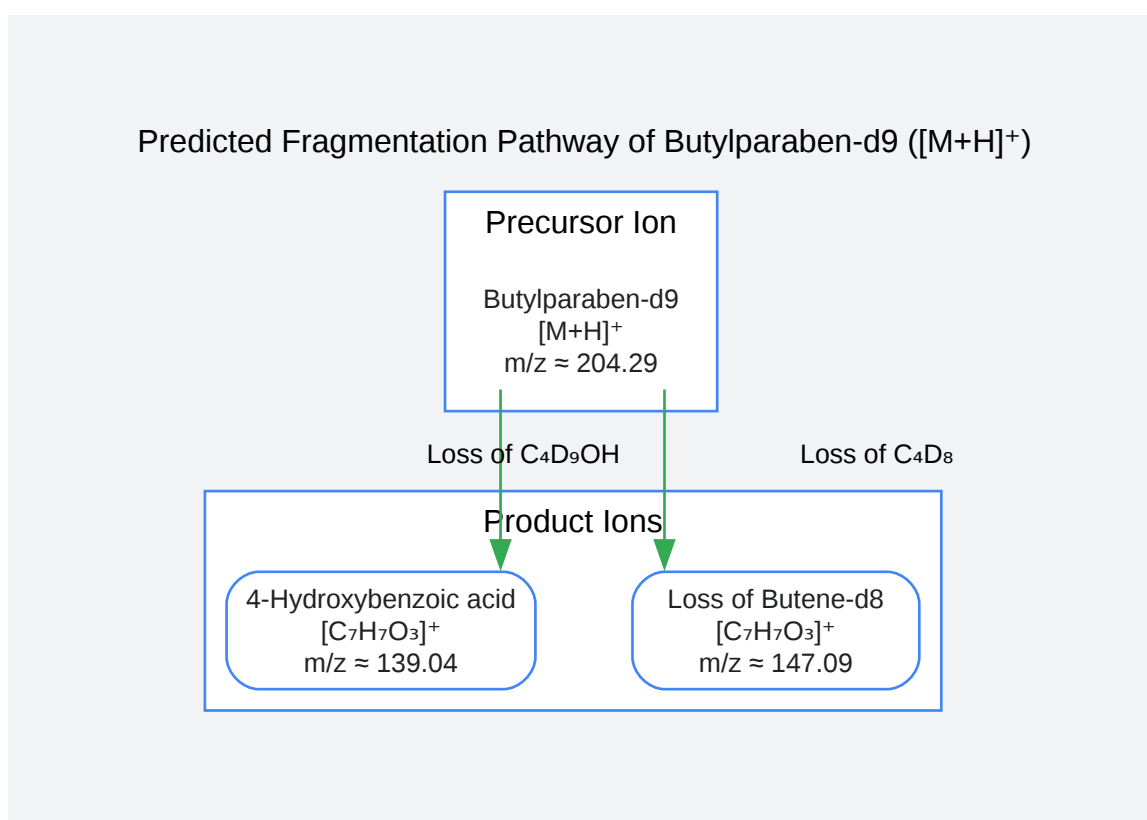 Predicted Fragmentation Pathway of Butylparaben-d9 ([M+H]⁺)
Precursor Ion
Butylparaben-d9
[M+H]⁺
m/z ≈ 204.29
Loss of C₄D₉OH
Loss of C₄D₈
Product Ions
4-Hydroxybenzoic acid
[C₇H₇O₃]⁺
m/z ≈ 139.04
Loss of Butene-d8
[C₇H₇O₃]⁺
m/z ≈ 147.09